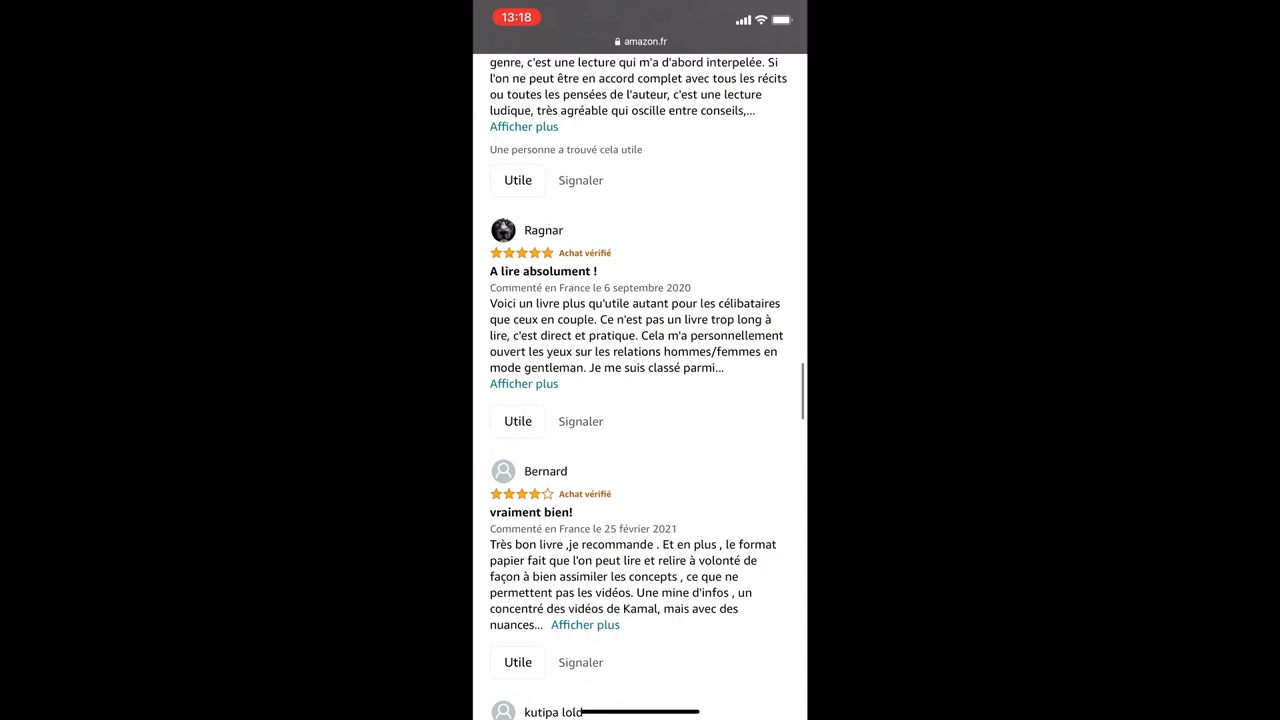 13:18
amazon.fr
genre, c'est une lecture qui m'a d'abord interpelée. Si
l'on ne peut être en accord complet avec tous les récits
ou toutes les pensées de l'auteur, c'est une lecture
ludique, très agréable qui oscille entre conseils,...
Afficher plus
Une personne a trouvé cela utile
Utile Signaler
Ragnar
Achat vérifié
A lire absolument !
Commenté en France le 6 septembre 2020
Voici un livre plus qu'utile autant pour les célibataires
que ceux en couple. Ce n'est pas un livre trop long à
lire, c'est direct et pratique. Cela m'a personnellement
ouvert les yeux sur les relations hommes/femmes en
mode gentleman. Je me suis classé parmi...
Afficher plus
Utile Signaler
Bernard
Achat vérifié
vraiment bien!
Commenté en France le 25 février 2021
Très bon livre ,je recommande . Et en plus , le format
papier fait que l'on peut lire et relire à volonté de
façon à bien assimiler les concepts , ce que ne
permettent pas les vidéos. Une mine d'infos , un
concentré des vidéos de Kamal, mais avec des
nuances... Afficher plus
Utile Signaler
kutipa lold